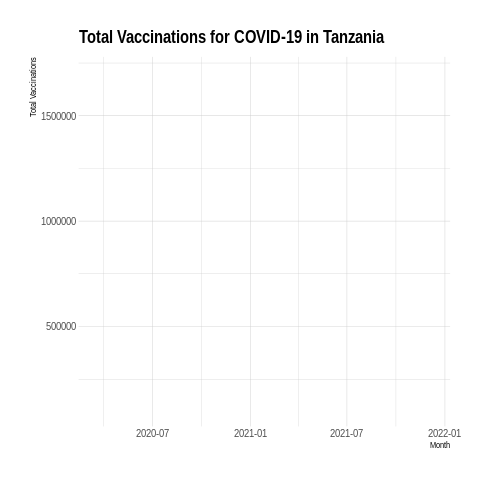 Total Vaccinations for COVID-19 in Tanzania
Total Vaccinations
1500000
1000000
500000
2020-07 2021-01 2021-07 2022-01
Month